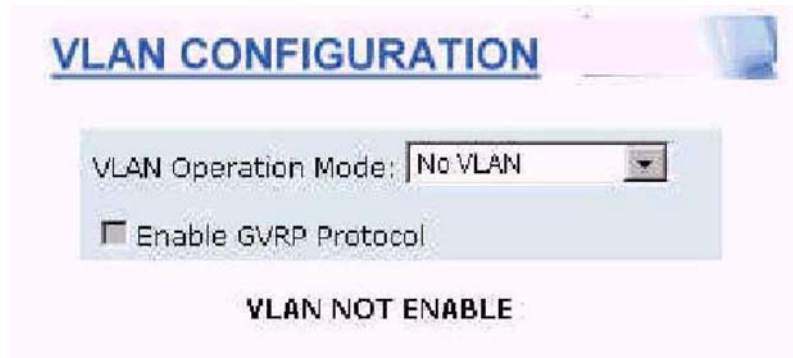 VLAN CONFIGURATION
VLAN Operation Mode: No VLAN
Enable GVRP Protocol
VLAN NOT ENABLE